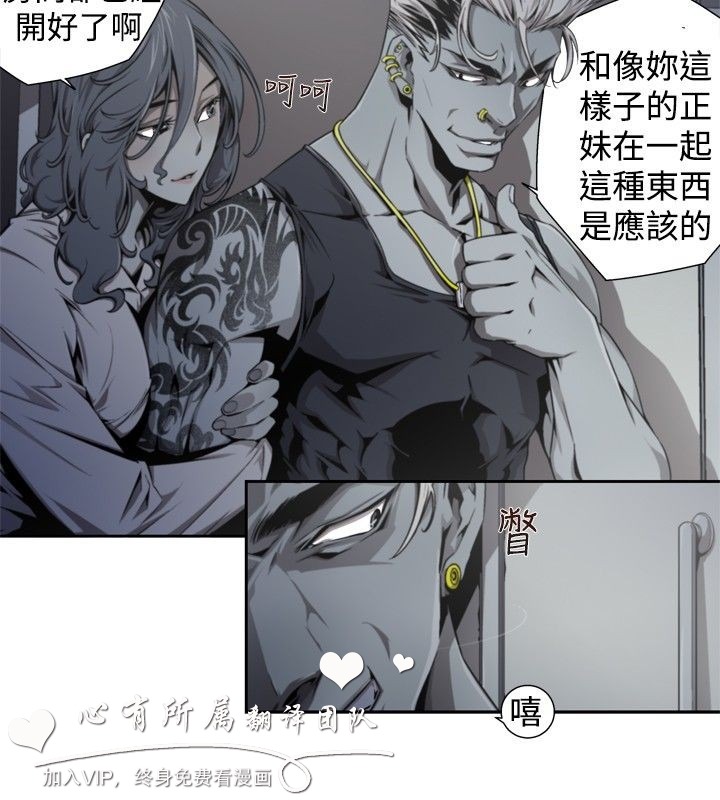 開好了啊
呵呵
和像妳這
樣子的正
妹在一起
這種東西
是應該的
瞥
嘻
心有所属翻译团队
加入VIP，终身免费看漫画